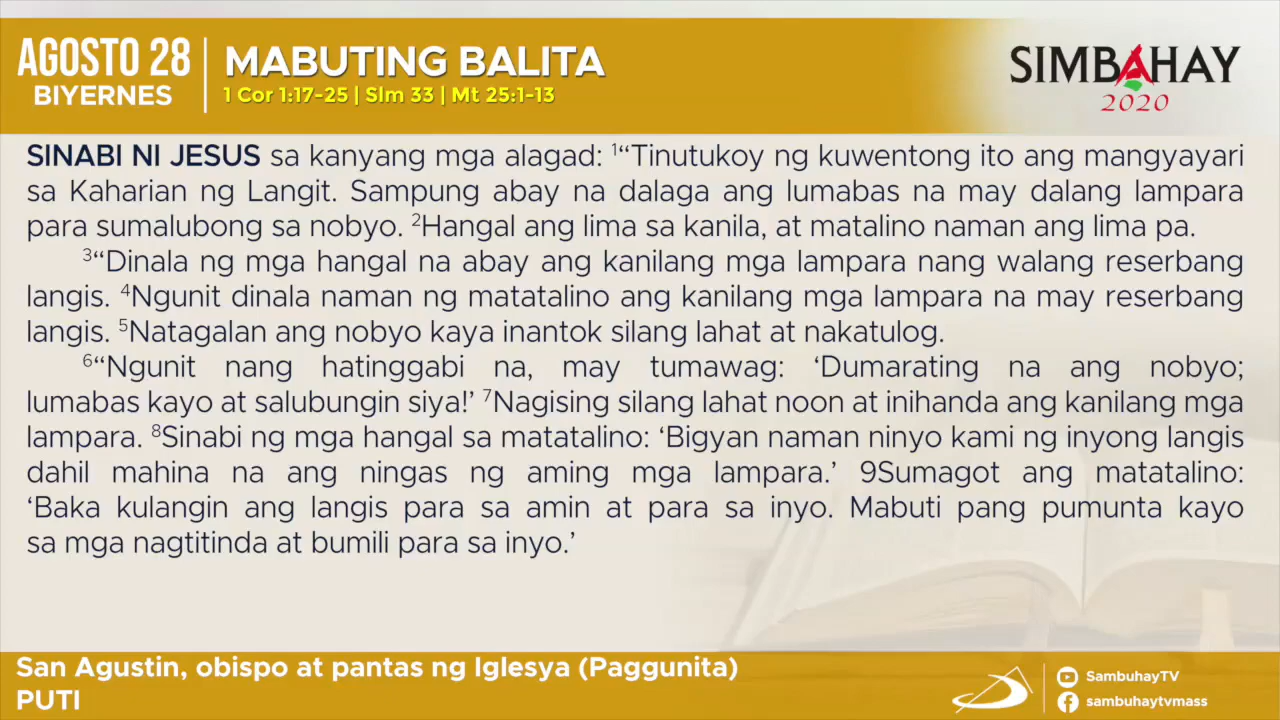 AGOSTO 28
BIYERNES
MABUTING BALITA
1 Cor 1:17-25 | Slm 33 | Mt 25:1-13
SIMBAHAY
2020
SINABI NI JESUS sa kanyang mga alagad: ¹“Tinutukoy ng kuwentong ito ang mangyayari
sa Kaharian ng Langit. Sampung abay na dalaga ang lumabas na may dalang lampara
para sumalubong sa nobyo. ²Hangal ang lima sa kanila, at matalino naman ang lima pa.
³“Dinala ng mga hangal na abay ang kanilang mga lampara nang walang reserbang
langis. ⁴Ngunit dinala naman ng matatalino ang kanilang mga lampara na may reserbang
langis. ⁵Natagalan ang nobyo kaya inantok silang lahat at nakatulog.
⁶“Ngunit nang hatinggabi na, may tumawag: ‘Dumarating na ang nobyo;
lumabas kayo at salubungin siya!’ ⁷Nagising silang lahat noon at inihanda ang kanilang mga
lampara. ⁸Sinabi ng mga hangal sa matatalino: ‘Bigyan naman ninyo kami ng inyong langis
dahil mahina na ang ningas ng aming mga lampara.’ 9Sumagot ang matatalino:
‘Baka kulangin ang langis para sa amin at para sa inyo. Mabuti pang pumunta kayo
sa mga nagtitinda at bumili para sa inyo.’
San Agustin, obispo at pantas ng Iglesya (Paggunita)
PUTI
SambuhayTV
sambuhaytvmass